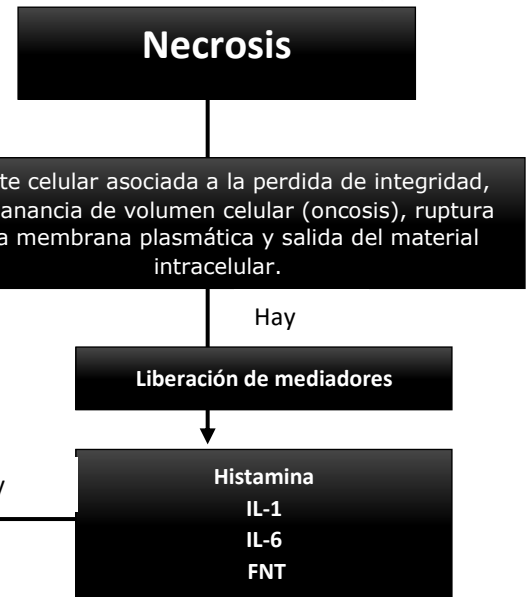 Necrosis
te celular asociada a la perdida de integridad,
anancia de volumen celular (oncosis), ruptura
a membrana plasmática y salida del material
intracelular.
Hay
Liberación de mediadores
y
Histamina
IL-1
IL-6
FNT